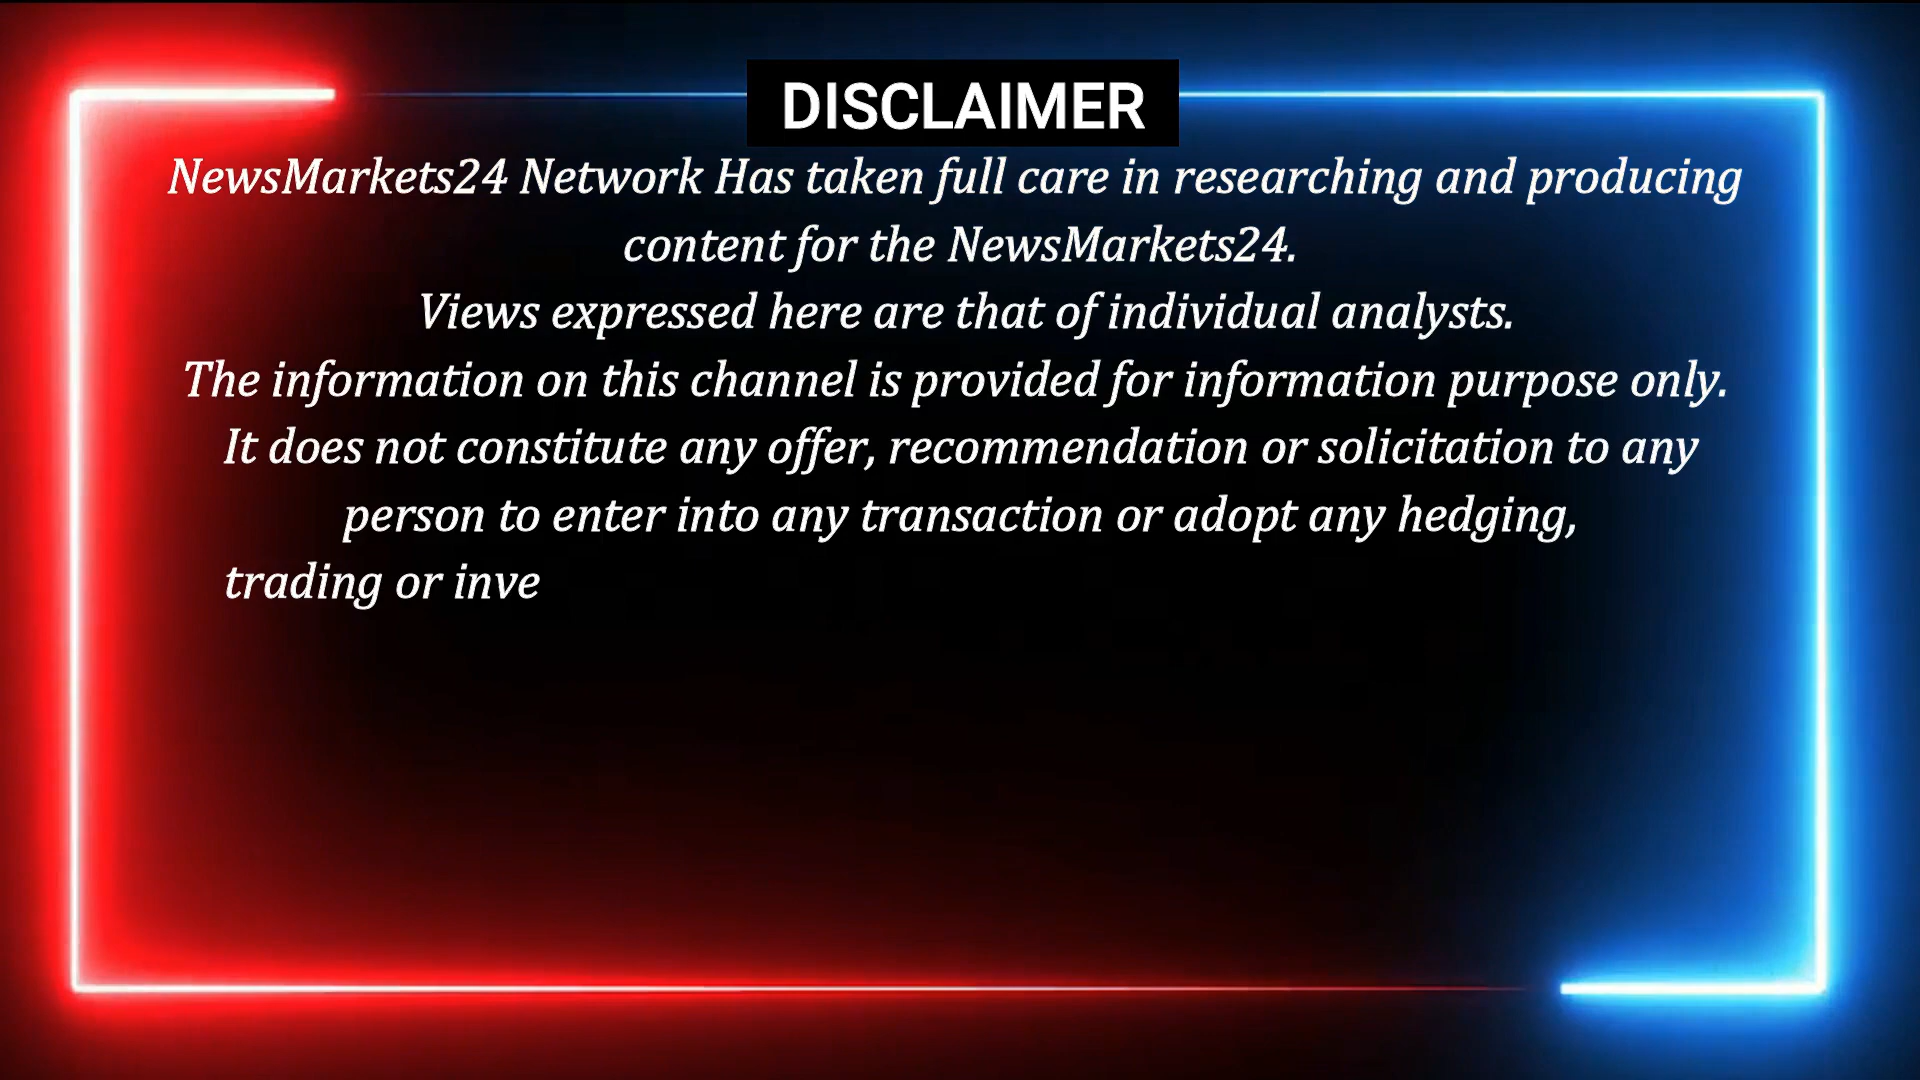 DISCLAIMER
NewsMarkets24 Network Has taken full care in researching and producing
content for the NewsMarkets24.
Views expressed here are that of individual analysts.
The information on this channel is provided for information purpose only.
It does not constitute any offer, recommendation or solicitation to any
person to enter into any transaction or adopt any hedging,
trading or inve